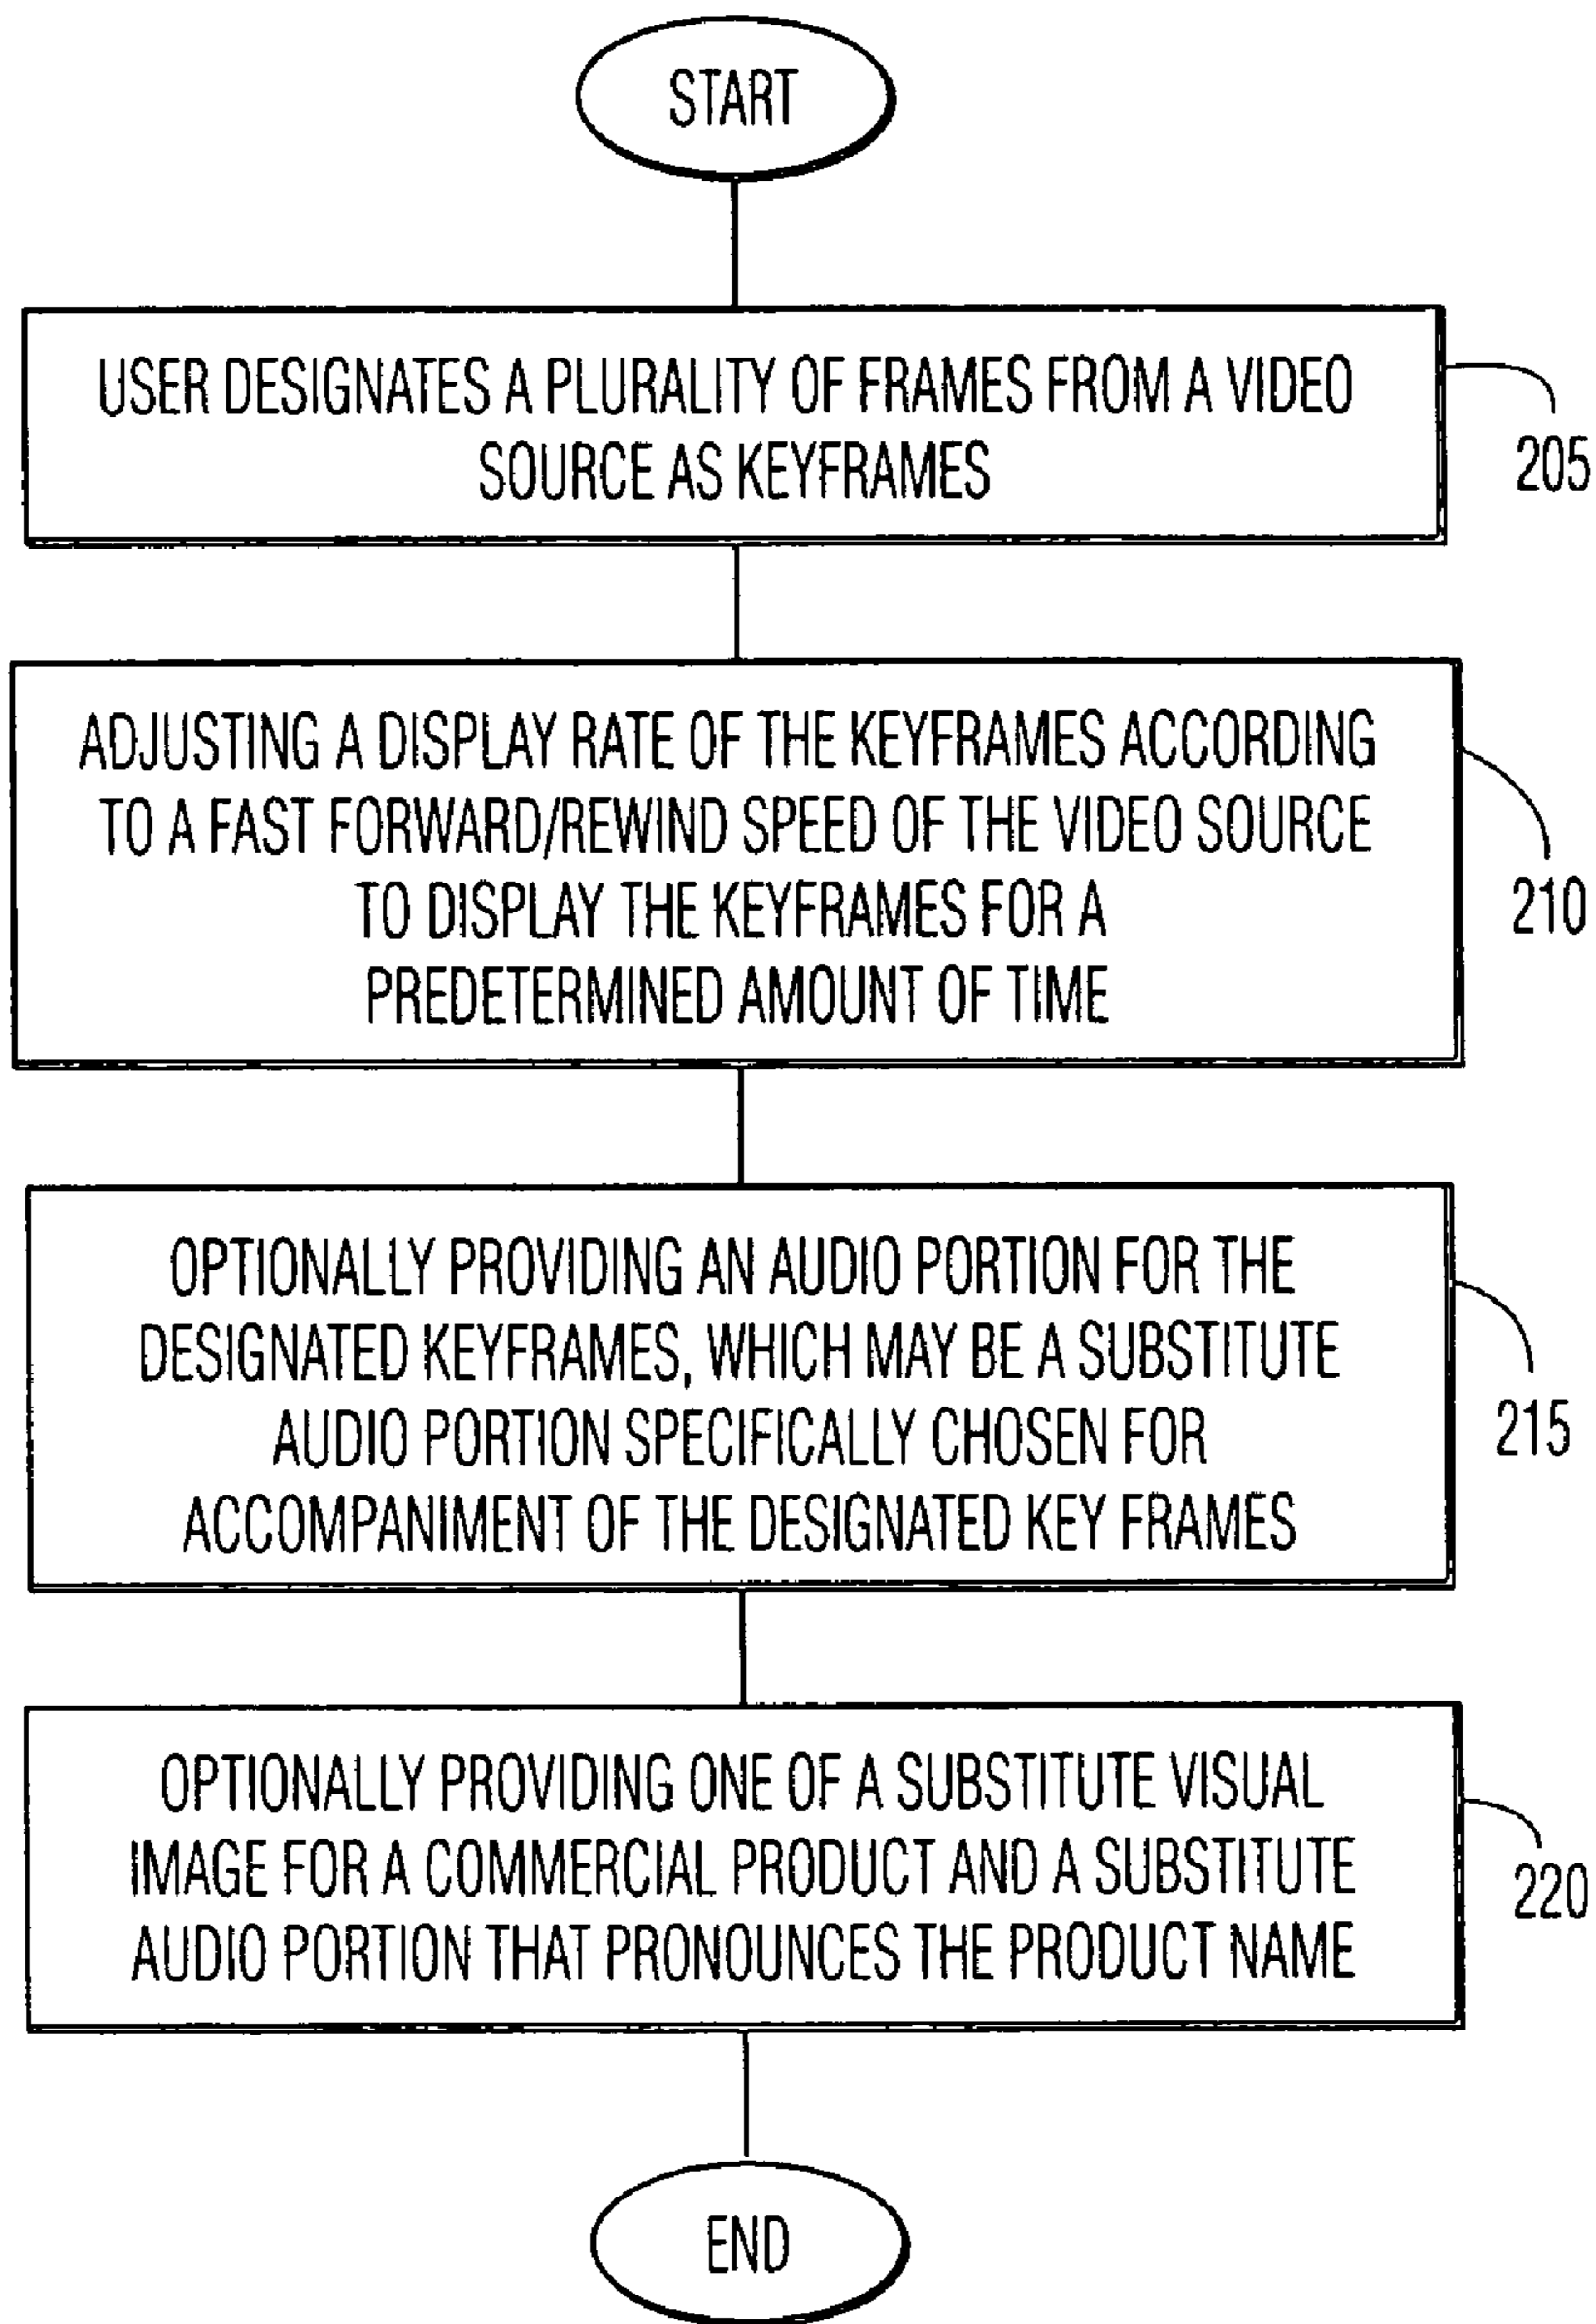 START
USER DESIGNATES A PLURALITY OF FRAMES FROM A VIDEO
SOURCE AS KEYFRAMES
205
ADJUSTING A DISPLAY RATE OF THE KEYFRAMES ACCORDING
TO A FAST FORWARD/REWIND SPEED OF THE VIDEO SOURCE
TO DISPLAY THE KEYFRAMES FOR A
PREDETERMINED AMOUNT OF TIME
210
OPTIONALLY PROVIDING AN AUDIO PORTION FOR THE
DESIGNATED KEYFRAMES, WHICH MAY BE A SUBSTITUTE
AUDIO PORTION SPECIFICALLY CHOSEN FOR
ACCOMPANIMENT OF THE DESIGNATED KEY FRAMES
215
OPTIONALLY PROVIDING ONE OF A SUBSTITUTE VISUAL
IMAGE FOR A COMMERCIAL PRODUCT AND A SUBSTITUTE
AUDIO PORTION THAT PRONOUNCES THE PRODUCT NAME
220
END